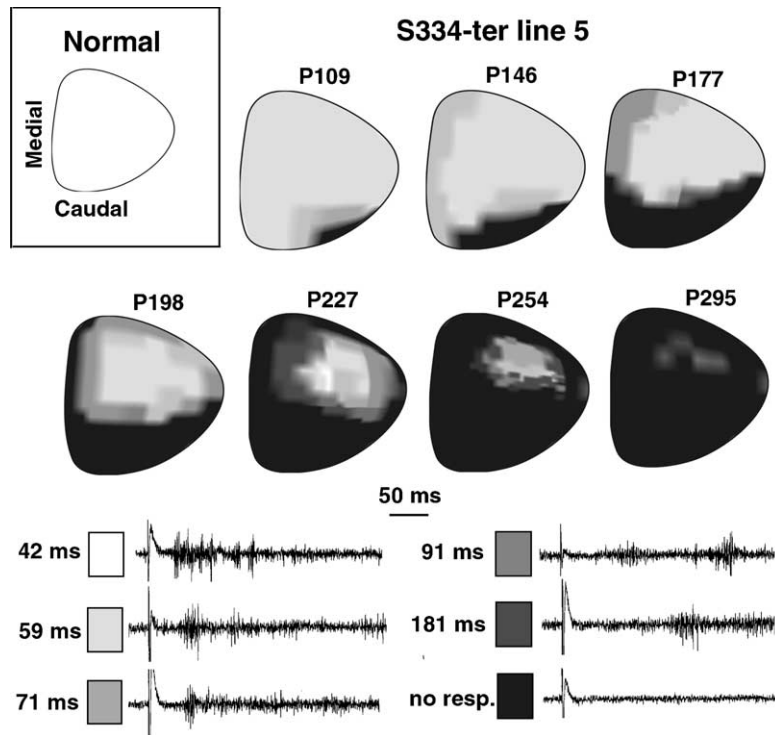 Normal
Medial
Caudal
S334-ter line 5
P109
P146
P177
P198
P227
P254
P295
50 ms
42 ms
59 ms
71 ms
91 ms
181 ms
no resp.